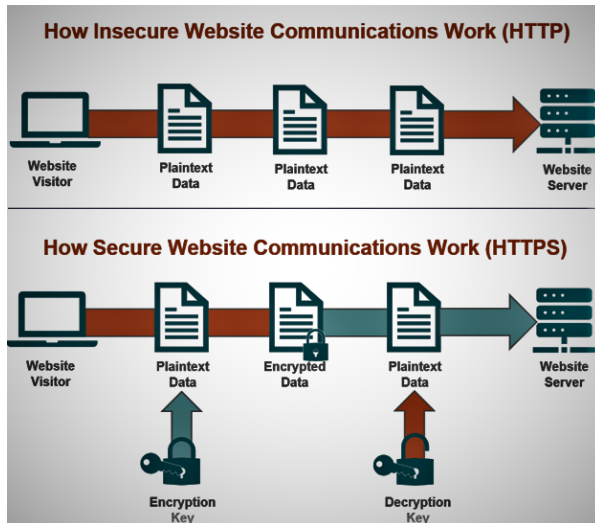 How Insecure Website Communications Work (HTTP)
Website
Visitor
Plaintext
Data
Plaintext
Data
Plaintext
Data
Website
Server
How Secure Website Communications Work (HTTPS)
Website
Visitor
Plaintext
Data
Encrypted
Data
Plaintext
Data
Website
Server
Encryption
Key
Decryption
Key